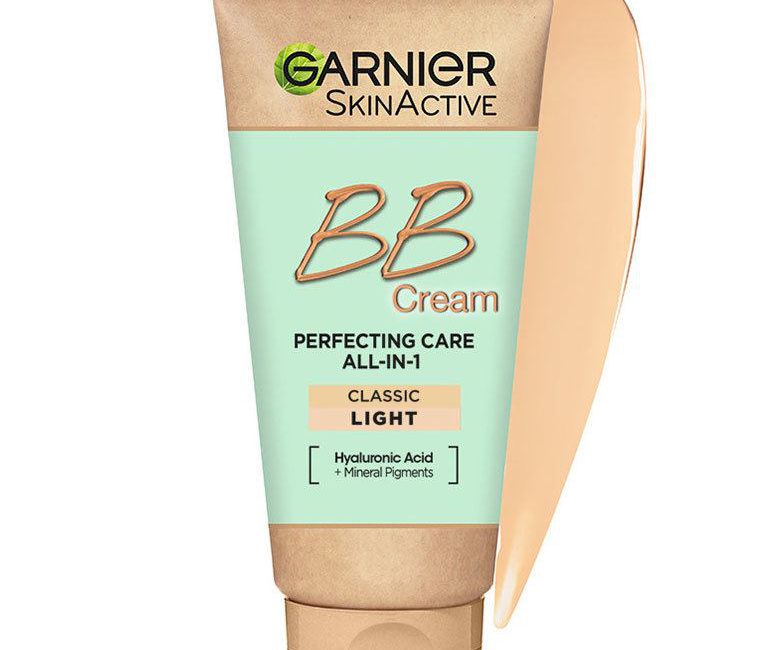 GARNIER
SKINACTIVE
BB
Cream
PERFECTING CARE
ALL-IN-1
CLASSIC
LIGHT
Hyaluronic Acid
+ Mineral Pigments